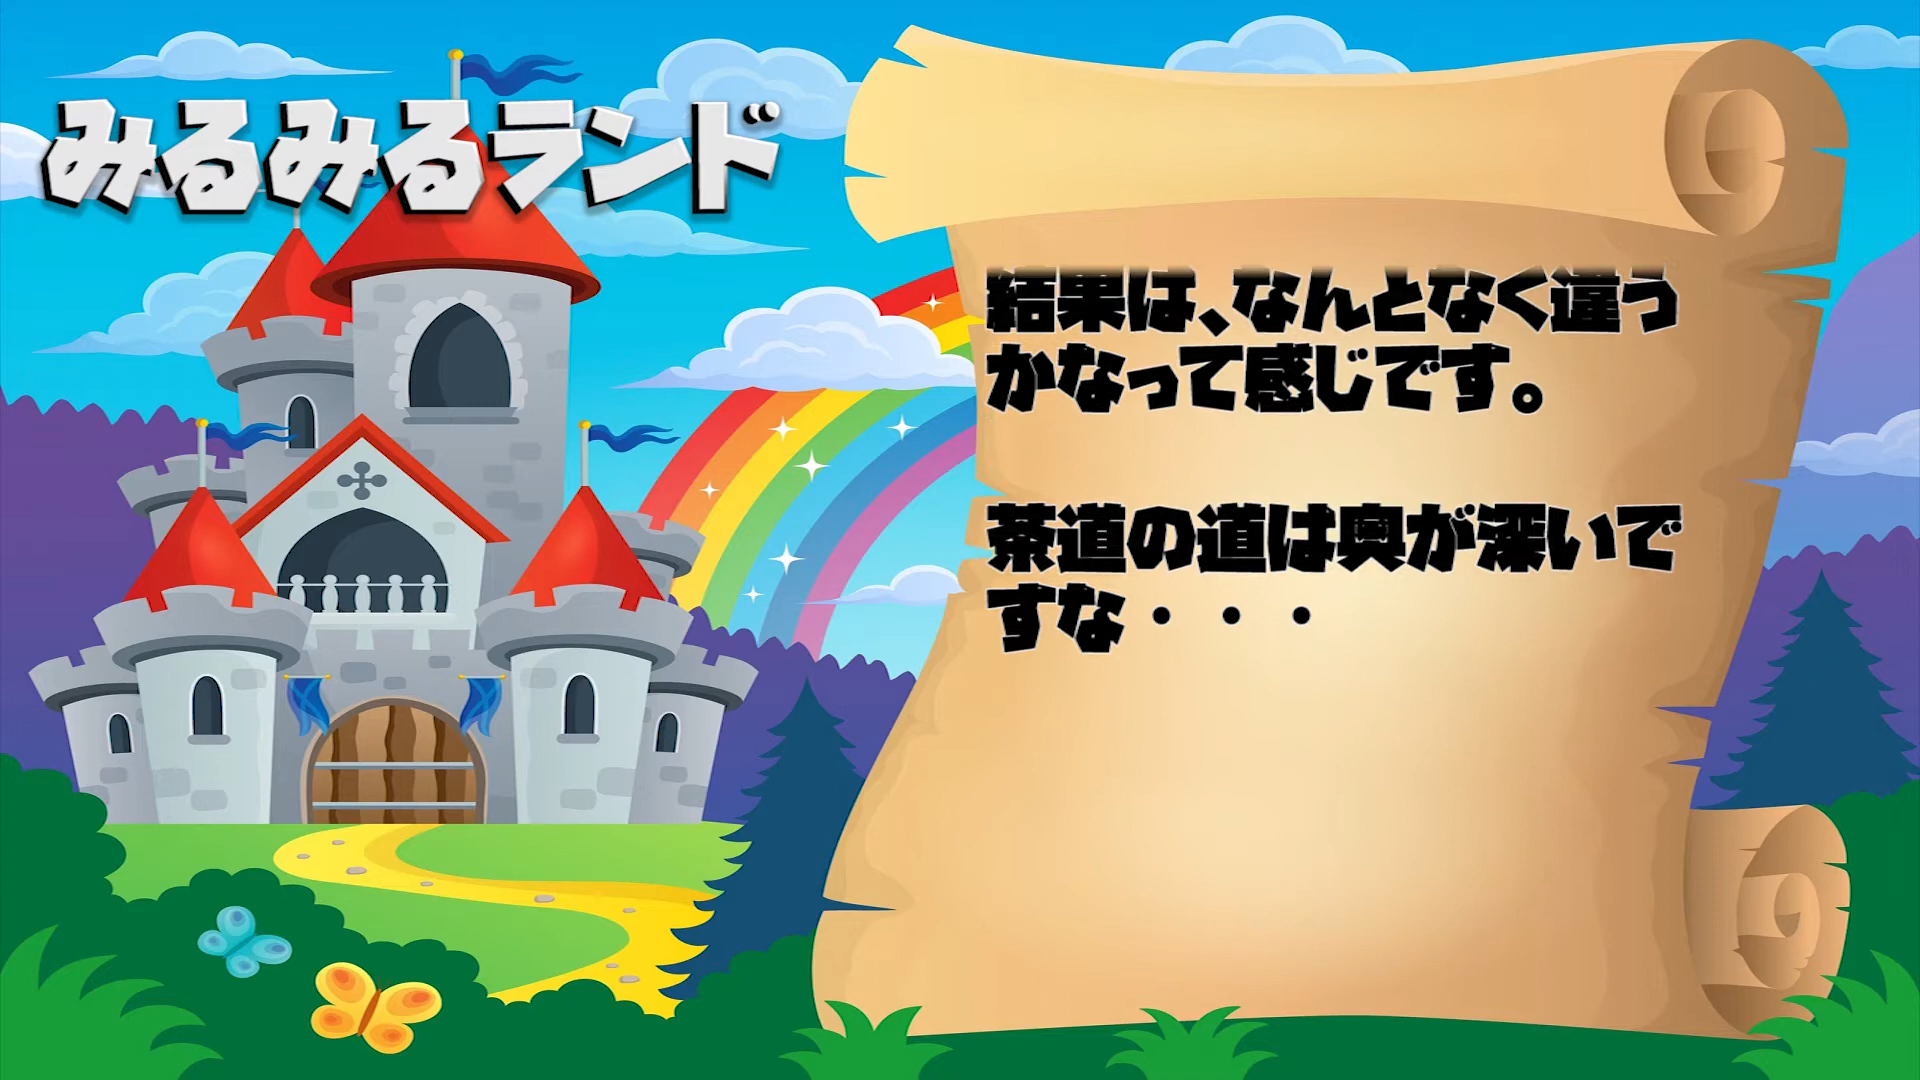 みるみるランド
結果は、なんとなく違う
かなって感じです。
茶道の道は奥が深いで
すな・・・